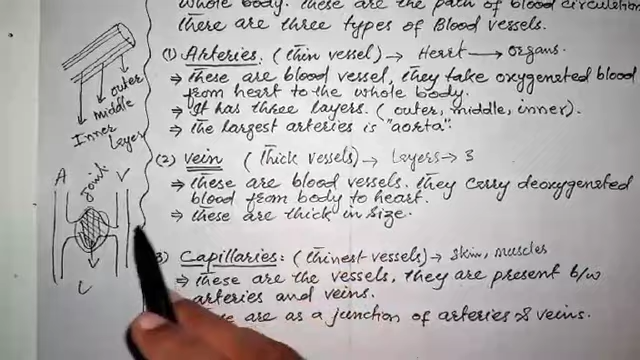 whole body. These are the path of blood circulation
There are three types of Blood vessels.
(1) Arteries. (Thin vessel) → Heart → organs.
⇒ These are blood vessel, They take oxygenated blood
from heart to the whole body.
⇒ It has three layers. (outer, middle, inner).
⇒ The largest arteries is "aorta".
(2) vein (Thick vessels) → Layers → 3
⇒ These are blood vessels. They carry deoxygenated
blood from body to heart.
⇒ These are thick in size.
3) Capillaries: (Thinest vessels) → skin, muscles
⇒ These are the vessels, They are present b/w
arteries and veins.
are as a junction of arteries & veins.
outer
middle
Inner Layer
A
Joint
V
C